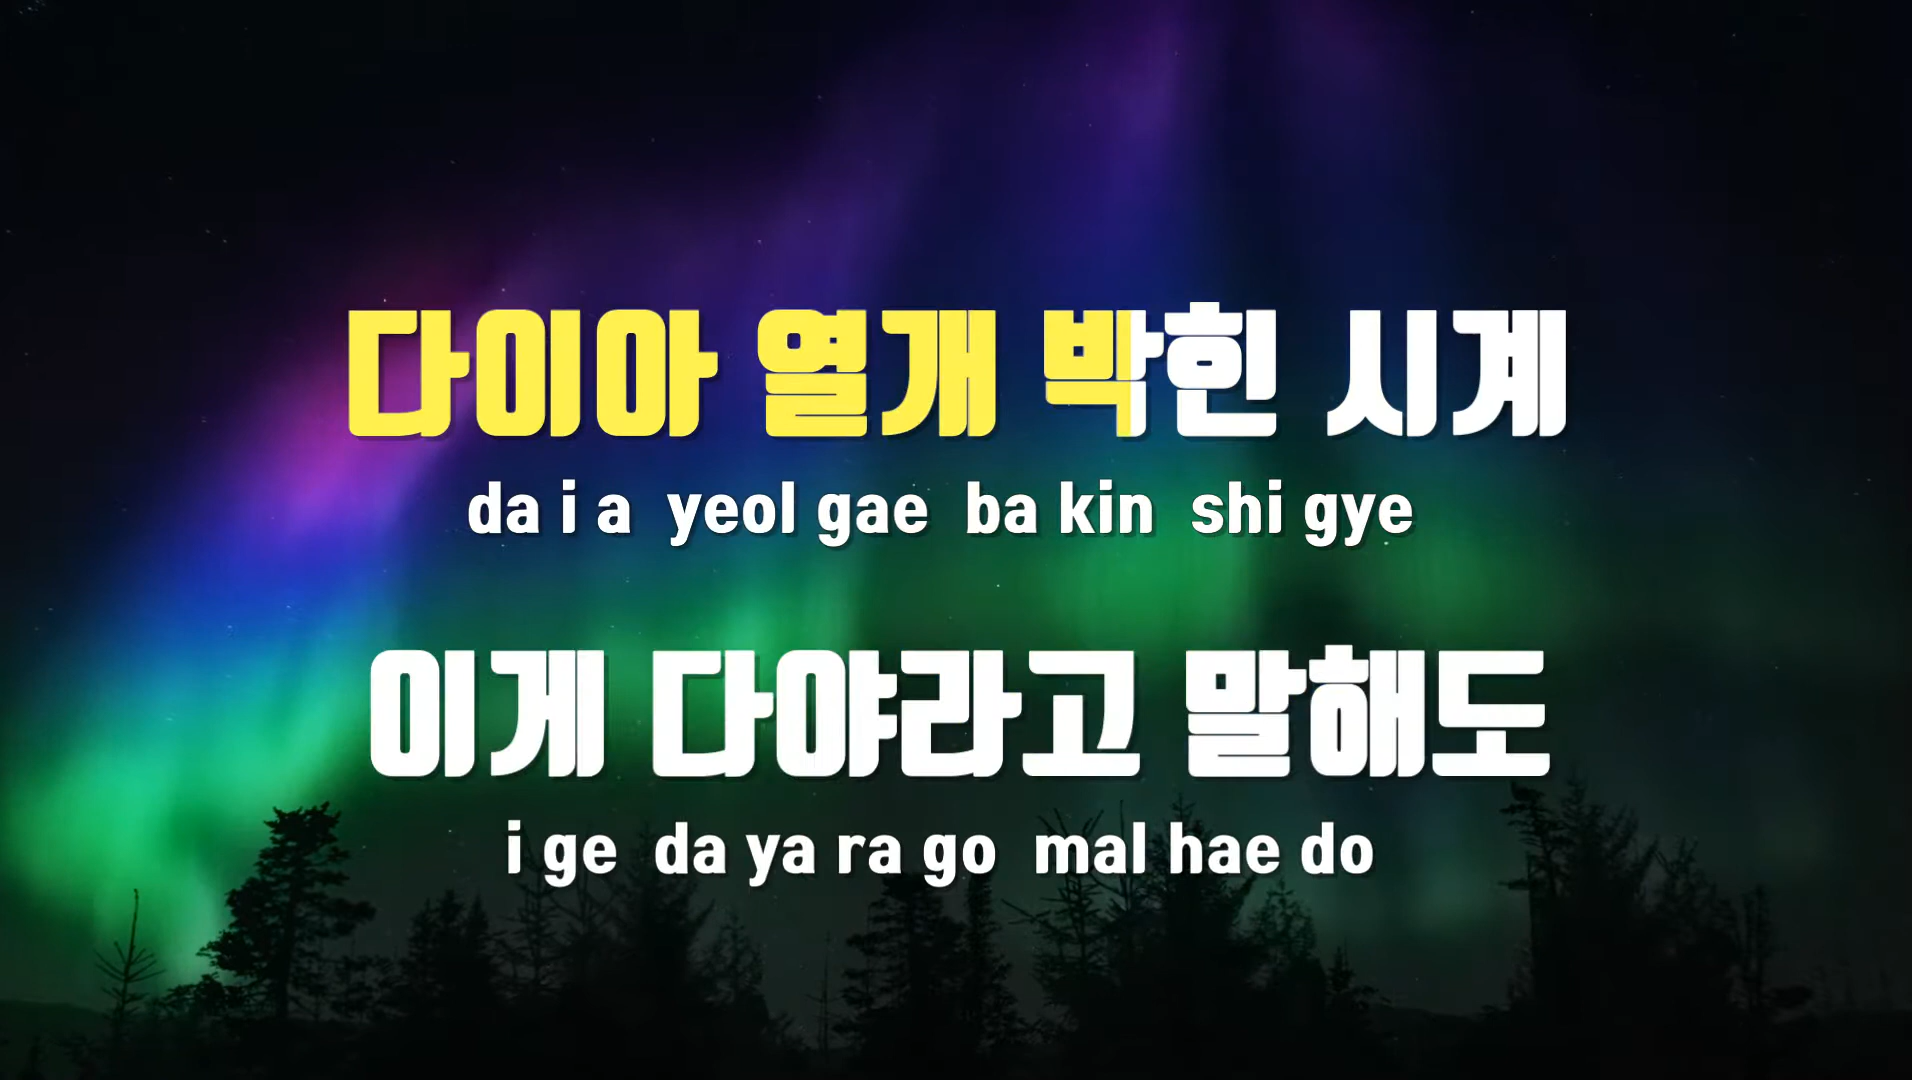 다이아 열개 박힌 시계
da i a yeol gae ba kin shi gye
이게 다야라고 말해도
i ge da ya ra go mal hae do